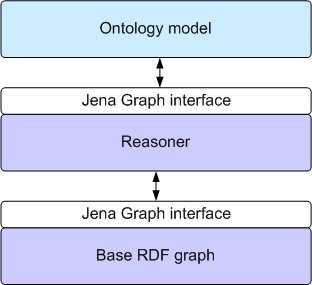 Ontology model
Jena Graph interface
Reasoner
Jena Graph interface
Base RDF graph